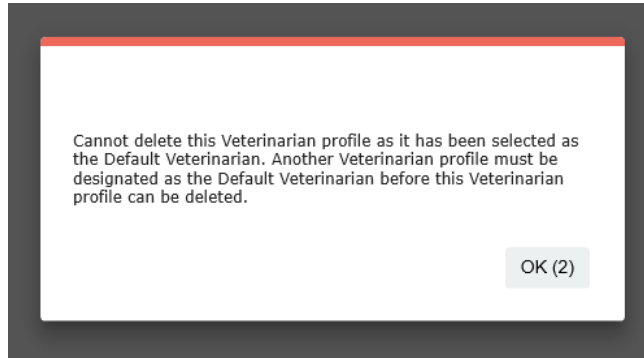 Cannot delete this Veterinarian profile as it has been selected as
the Default Veterinarian. Another Veterinarian profile must be
designated as the Default Veterinarian before this Veterinarian
profile can be deleted.
OK (2)